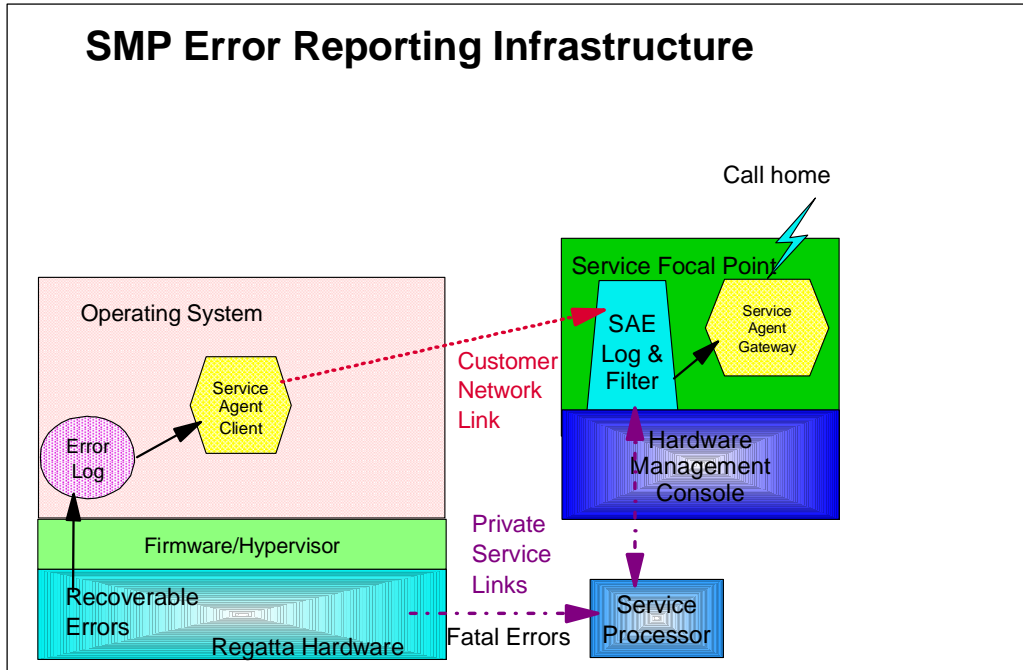 SMP Error Reporting Infrastructure
Call home
Service Focal Point
Operating System
SAE
Log &
Filter
Service
Agent
Gateway
Customer
Network
Link
Service
Agent
Client
Error
Log
Hardware
Management
Console
Private
Service
Links
Firmware/Hypervisor
Recoverable
Errors
Regatta Hardware
Fatal Errors
Service
Processor